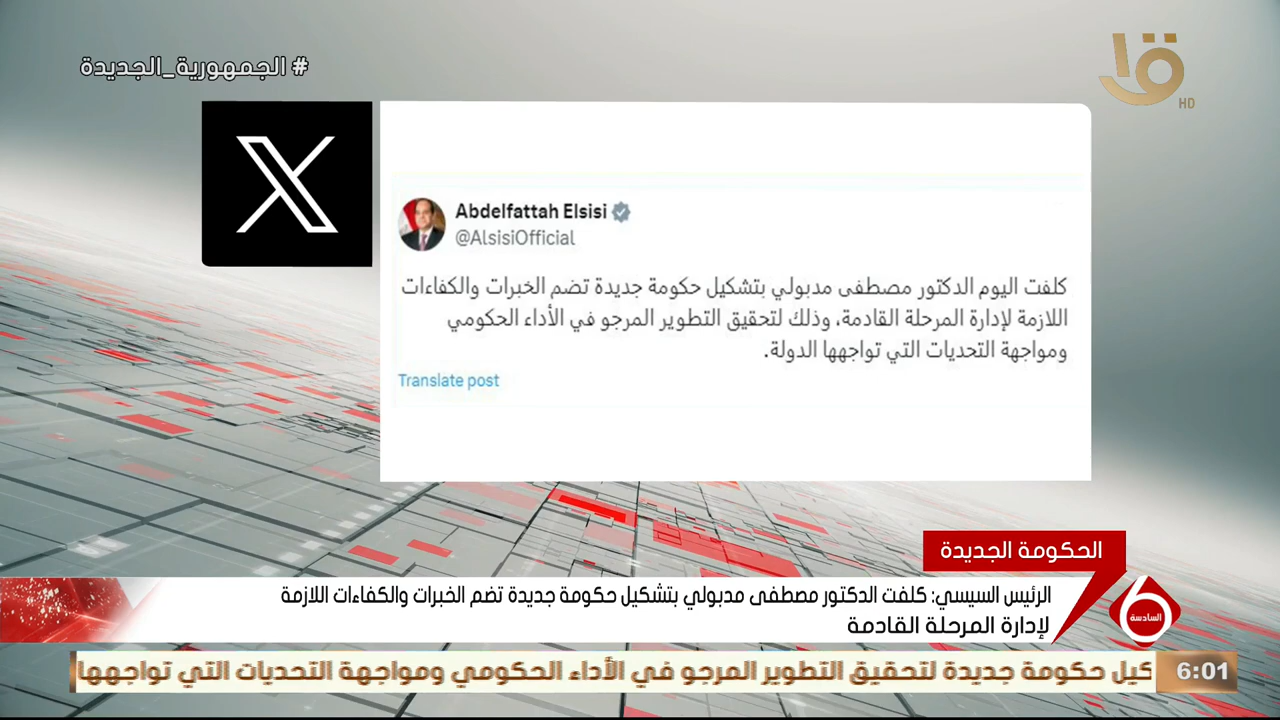 # الجمهورية_الجديدة
HD
Abdelfattah Elsisi
@AlsisiOfficial
كلفت اليوم الدكتور مصطفى مدبولي بتشكيل حكومة جديدة تضم الخبرات والكفاءات
اللازمة لإدارة المرحلة القادمة، وذلك لتحقيق التطوير المرجو في الأداء الحكومي
ومواجهة التحديات التي تواجهها الدولة.
Translate post
الحكومة الجديدة
الرئيس السيسي: كلفت الدكتور مصطفى مدبولي بتشكيل حكومة جديدة تضم الخبرات والكفاءات اللازمة
لإدارة المرحلة القادمة
السادسة
6:01
كيل حكومة جديدة لتحقيق التطوير المرجو في الأداء الحكومي ومواجهة التحديات التي تواجهها